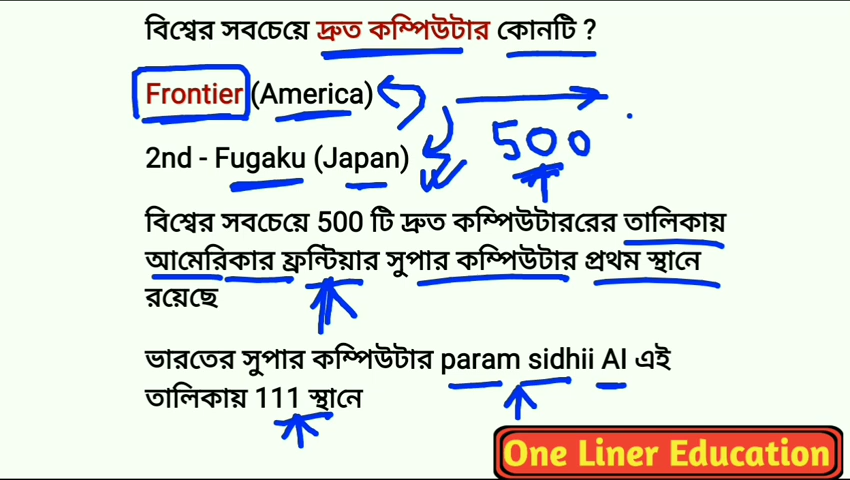 বিশ্বের সবচেয়ে দ্রুত কম্পিউটার কোনটি ?
Frontier (America)
500
2nd - Fugaku (Japan)
বিশ্বের সবচেয়ে 500 টি দ্রুত কম্পিউটাররের তালিকায়
আমেরিকার ফ্রন্টিয়ার সুপার কম্পিউটার প্রথম স্থানে
রয়েছে
ভারতের সুপার কম্পিউটার param sidhii AI এই
তালিকায় 111 স্থানে
One Liner Education